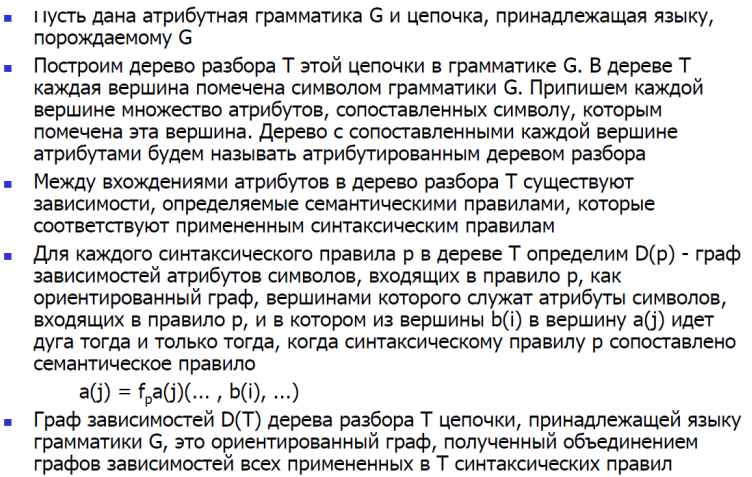 Пусть дана атрибутная грамматика G и цепочка, принадлежащая языку,
порождаемому G
Построим дерево разбора T этой цепочки в грамматике G. В дереве T
каждая вершина помечена символом грамматики G. Припишем каждой
вершине множество атрибутов, сопоставленных символу, которым
помечена эта вершина. Дерево с сопоставленными каждой вершине
атрибутами будем называть атрибутированным деревом разбора
Между вхождениями атрибутов в дерево разбора T существуют
зависимости, определяемые семантическими правилами, которые
соответствуют примененным синтаксическим правилам
Для каждого синтаксического правила p в дереве T определим D(p) - граф
зависимостей атрибутов символов, входящих в правило p, как
ориентированный граф, вершинами которого служат атрибуты символов,
входящих в правило p, и в котором из вершины b(i) в вершину a(j) идет
дуга тогда и только тогда, когда синтаксическому правилу p сопоставлено
семантическое правило
a(j) = fpa(j)(... , b(i), ...)
Граф зависимостей D(T) дерева разбора T цепочки, принадлежащей языку
грамматики G, это ориентированный граф, полученный объединением
графов зависимостей всех примененных в T синтаксических правил